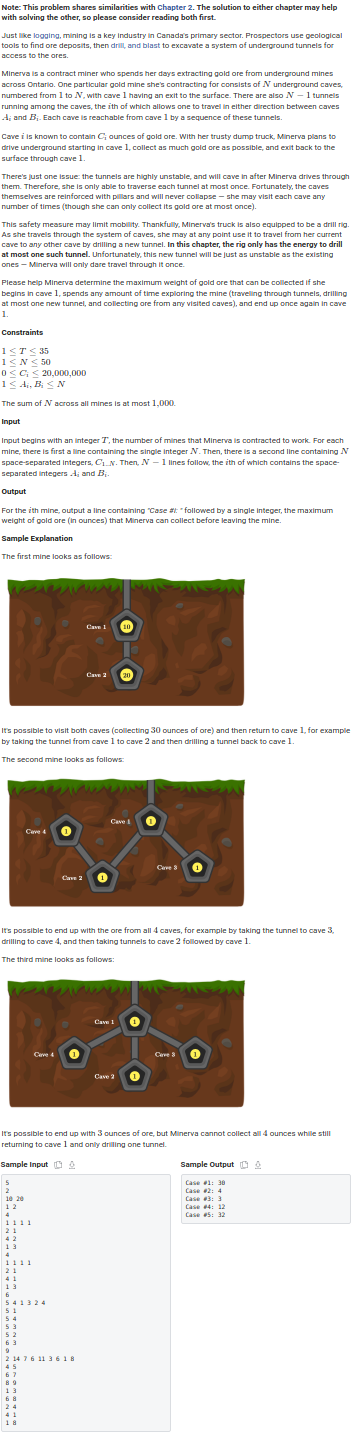 Note: This problem shares similarities with Chapter 2. The solution to either chapter may help
with solving the other, so please consider reading both first.
Just like logging, mining is a key industry in Canada's primary sector. Prospectors use geological
tools to find ore deposits, then drill, and blast to excavate a system of underground tunnels for
access to the ores.
Minerva is a contract miner who spends her days extracting gold ore from underground mines
across Ontario. One particular gold mine she's contracting for consists of N underground caves,
numbered from 1 to N, with cave 1 having an exit to the surface. There are also N − 1 tunnels
running among the caves, the ith of which allows one to travel in either direction between caves
Ai and Bi. Each cave is reachable from cave 1 by a sequence of these tunnels.
Cave i is known to contain Ci ounces of gold ore. With her trusty dump truck, Minerva plans to
drive underground starting in cave 1, collect as much gold ore as possible, and exit back to the
surface through cave 1.
There's just one issue: the tunnels are highly unstable, and will cave in after Minerva drives through
them. Therefore, she is only able to traverse each tunnel at most once. Fortunately, the caves
themselves are reinforced with pillars and will never collapse — she may visit each cave any
number of times (though she can only collect its gold ore at most once).
This safety measure may limit mobility. Thankfully, Minerva's truck is also equipped to be a drill rig.
As she travels through the system of caves, she may at any point use it to travel from her current
cave to any other cave by drilling a new tunnel. In this chapter, the rig only has the energy to drill
at most one such tunnel. Unfortunately, this new tunnel will be just as unstable as the existing
ones — Minerva will only dare travel through it once.
Please help Minerva determine the maximum weight of gold ore that can be collected if she
begins in cave 1, spends any amount of time exploring the mine (traveling through tunnels, drilling
at most one new tunnel, and collecting ore from any visited caves), and end up once again in cave
1.
Constraints
1 ≤ T ≤ 35
1 ≤ N ≤ 50
0 ≤ Ci ≤ 20,000,000
1 ≤ Ai, Bi ≤ N
The sum of N across all mines is at most 1,000.
Input
Input begins with an integer T, the number of mines that Minerva is contracted to work. For each
mine, there is first a line containing the single integer N. Then, there is a second line containing N
space-separated integers, C1..N. Then, N − 1 lines follow, the ith of which contains the space-
separated integers Ai and Bi.
Output
For the ith mine, output a line containing "Case #i: " followed by a single integer, the maximum
weight of gold ore (in ounces) that Minerva can collect before leaving the mine.
Sample Explanation
The first mine looks as follows:
Cave 1
10
Cave 2
20
It's possible to visit both caves (collecting 30 ounces of ore) and then return to cave 1, for example
by taking the tunnel from cave 1 to cave 2 and then drilling a tunnel back to cave 1.
The second mine looks as follows:
Cave 4
1
Cave 1
1
Cave 2
1
Cave 3
1
It's possible to end up with the ore from all 4 caves, for example by taking the tunnel to cave 3,
drilling to cave 4, and then taking tunnels to cave 2 followed by cave 1.
The third mine looks as follows:
Cave 1
1
Cave 4
1
Cave 3
1
Cave 2
1
It's possible to end up with 3 ounces of ore, but Minerva cannot collect all 4 ounces while still
returning to cave 1 and only drilling one tunnel.
Sample Input
5
2
10 20
1 2
4
1 1 1 1
2 1
4 2
1 3
4
1 1 1 1
2 1
4 1
1 3
6
5 4 1 3 2 4
5 1
5 4
5 3
5 2
6 3
9
2 14 7 6 11 3 6 1 8
4 5
6 7
8 9
1 3
6 8
2 4
4 1
1 8
Sample Output
Case #1: 30
Case #2: 4
Case #3: 3
Case #4: 12
Case #5: 32